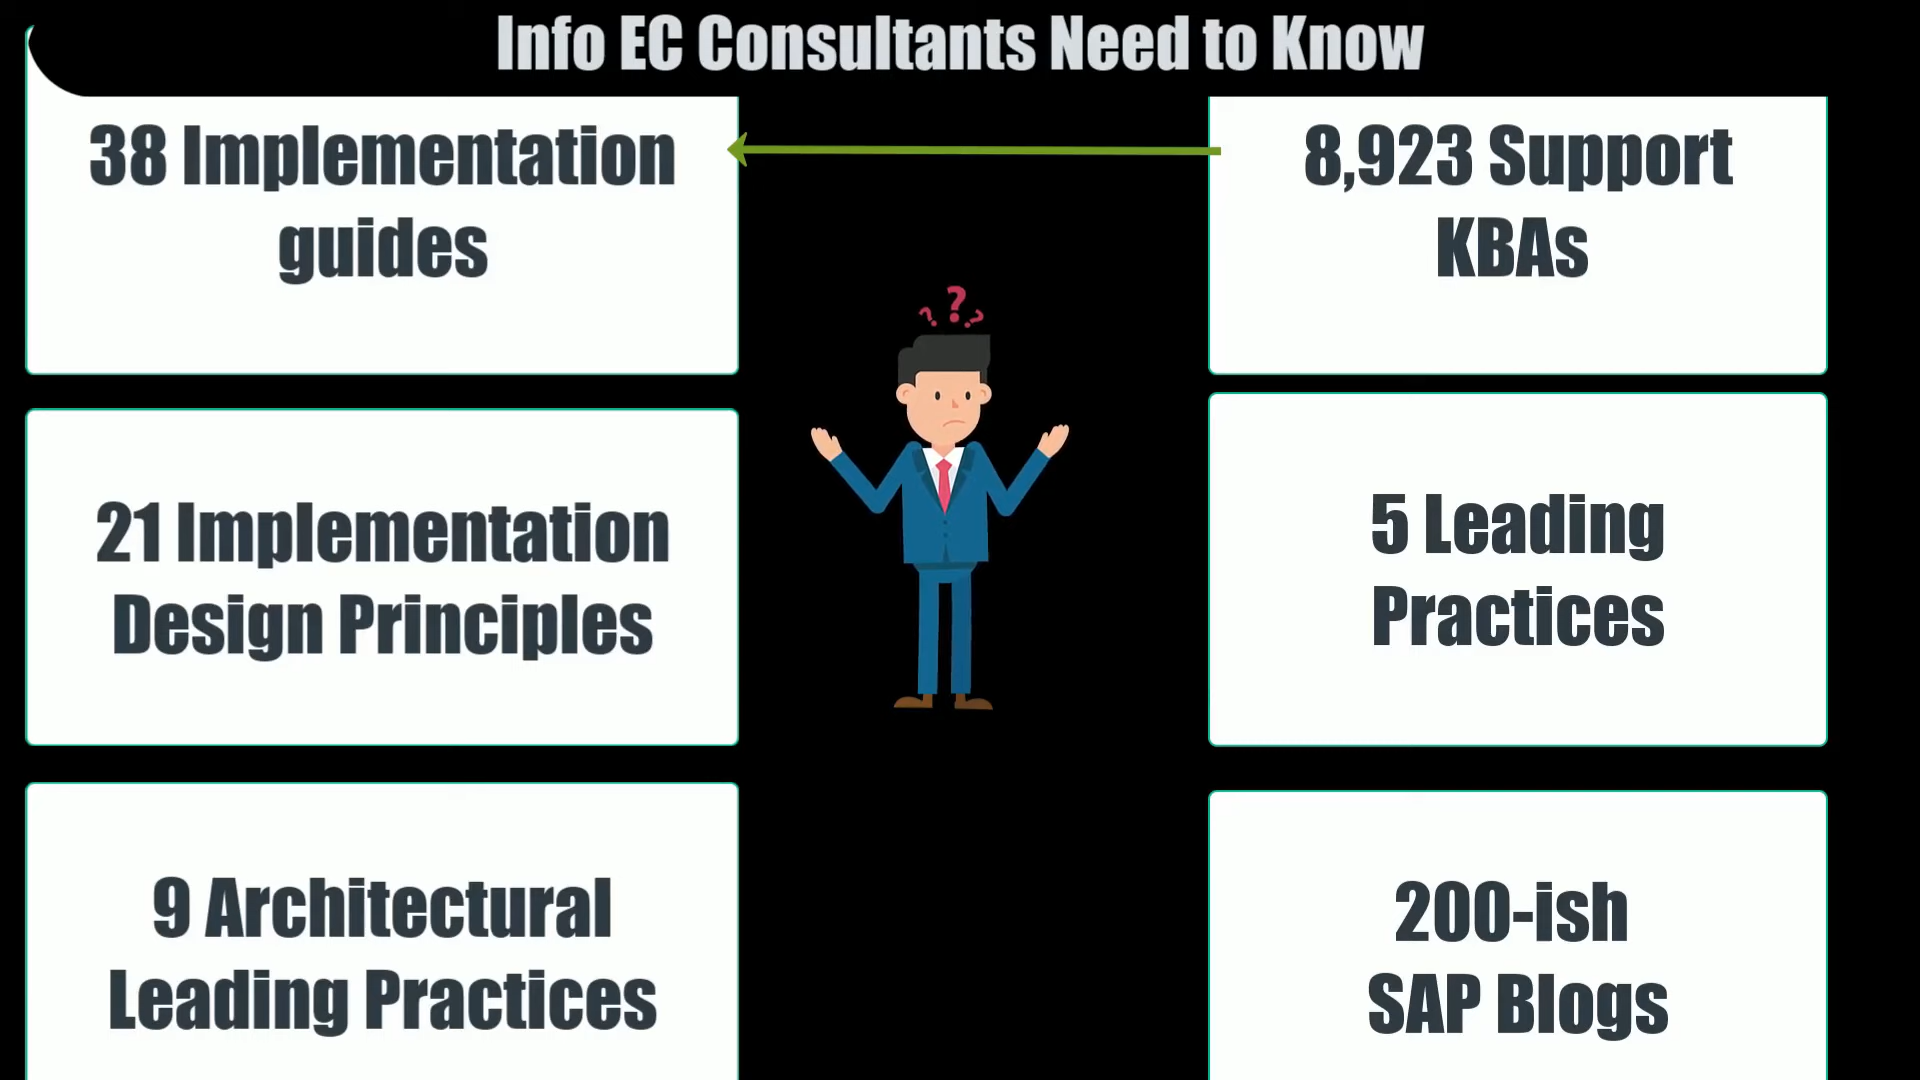 Info EC Consultants Need to Know
38 Implementation
guides
8,923 Support
KBAs
? ? ?
21 Implementation
Design Principles
5 Leading
Practices
9 Architectural
Leading Practices
200-ish
SAP Blogs